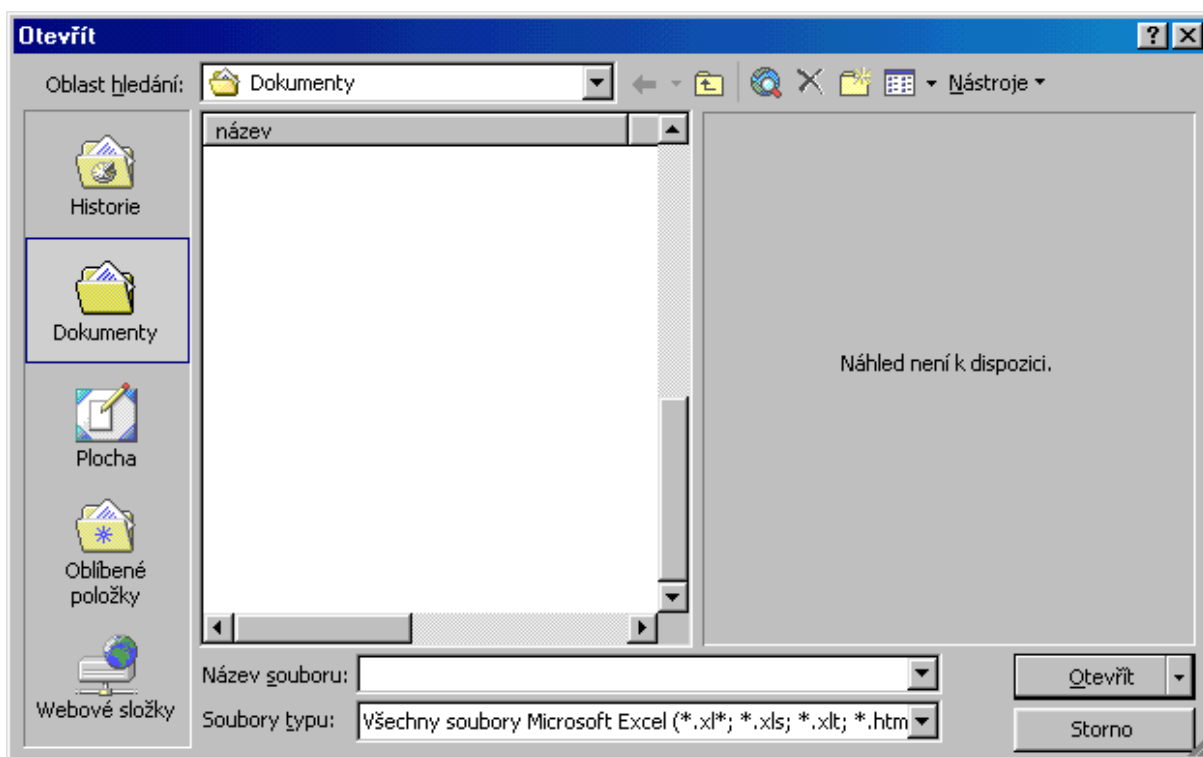 Otevřít
Oblast hledání: Dokumenty Nástroje
název
Historie
Dokumenty
Náhled není k dispozici.
Plocha
Oblíbené
položky
Webové složky
Název souboru: Otevřít
Soubory typu: Všechny soubory Microsoft Excel (*.xl*; *.xls; *.xlt; *.htm Storno